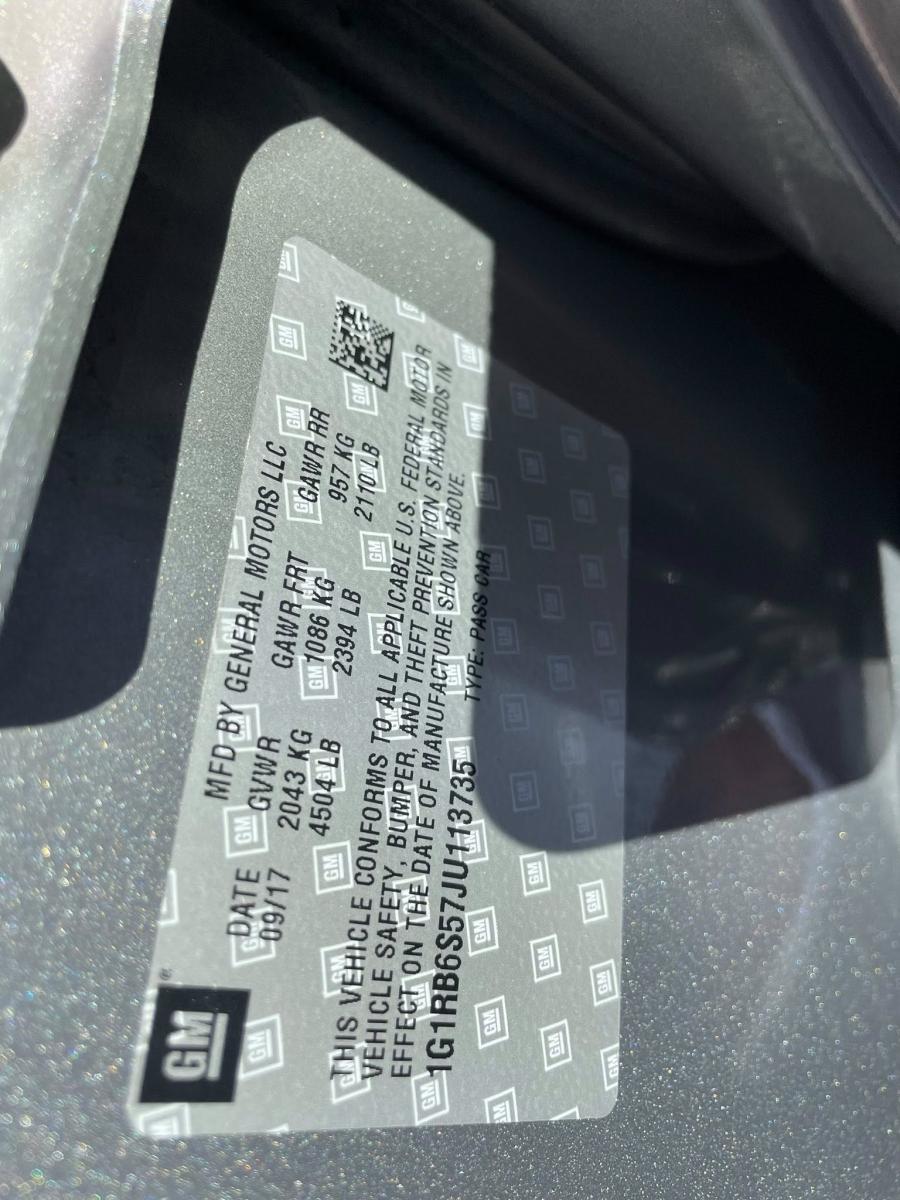 GM ®
MFD BY GENERAL MOTORS LLC
DATE GVWR GAWR FRT GAWR RR
09/17 2043 KG 1086 KG 957 KG
4504 LB 2394 LB 2110 LB
THIS VEHICLE CONFORMS TO ALL APPLICABLE U.S. FEDERAL MOTOR
VEHICLE SAFETY, BUMPER, AND THEFT PREVENTION STANDARDS IN
EFFECT ON THE DATE OF MANUFACTURE SHOWN ABOVE.
1G1RB6S57JU113735 TYPE: PASS CAR